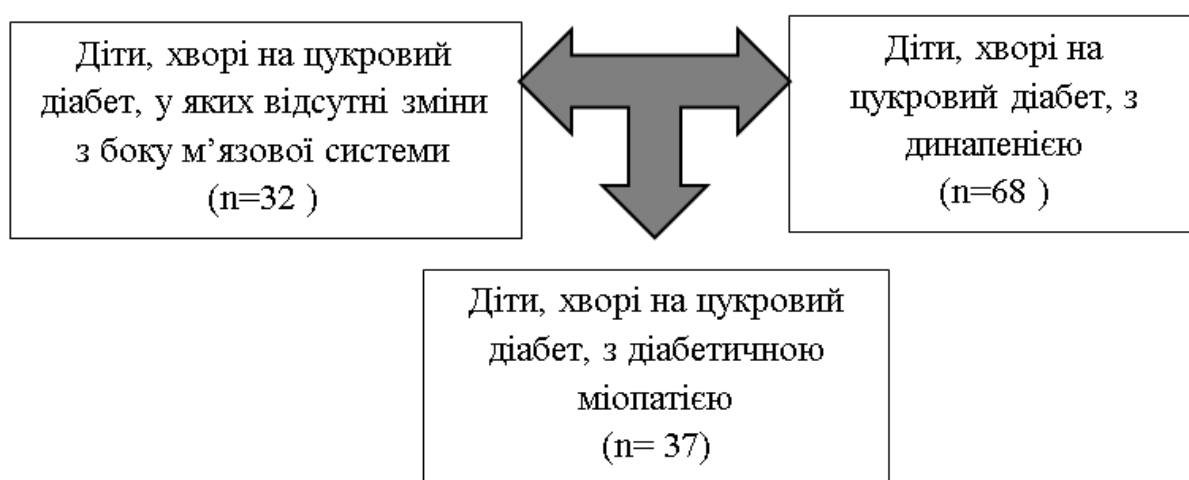 Діти, хворі на цукровий
діабет, у яких відсутні зміни
з боку м’язової системи
(n=32 )
Діти, хворі на
цукровий діабет, з
динапенією
(n=68 )
Діти, хворі на цукровий
діабет, з діабетичною
міопатією
(n= 37)